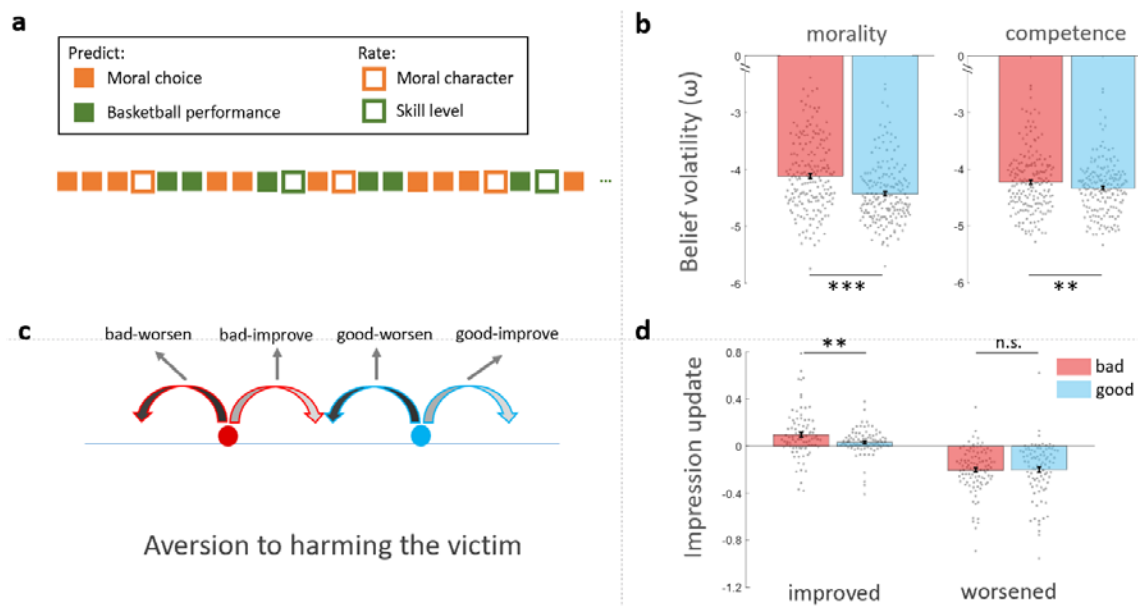 a
Predict:
Rate:
Moral choice
Moral character
Basketball performance
Skill level
...
b
morality
competence
Belief volatility (ω)
0
-3
-4
-5
-6
***
0
-3
-4
-5
-6
**
c
bad-worsen
bad-improve
good-worsen
good-improve
Aversion to harming the victim
d
Impression update
0.8
0.4
0
-0.4
-0.8
-1.2
**
n.s.
bad
good
improved
worsened